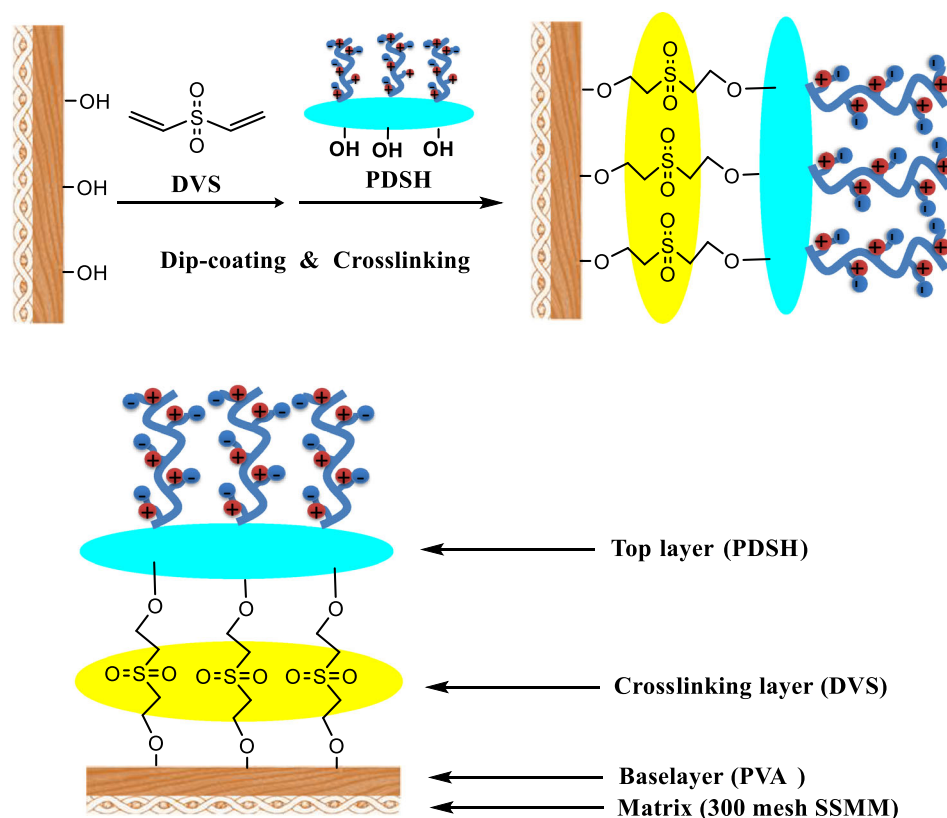 OH
OH
OH
S
O
O
DVS
OH OH OH
PDSH
Dip-coating & Crosslinking
O S O O O
O S O O O
O S O O O
+ -
O O O
O=S=O O=S=O O=S=O
O O O
Top layer (PDSH)
Crosslinking layer (DVS)
Baselayer (PVA )
Matrix (300 mesh SSMM)